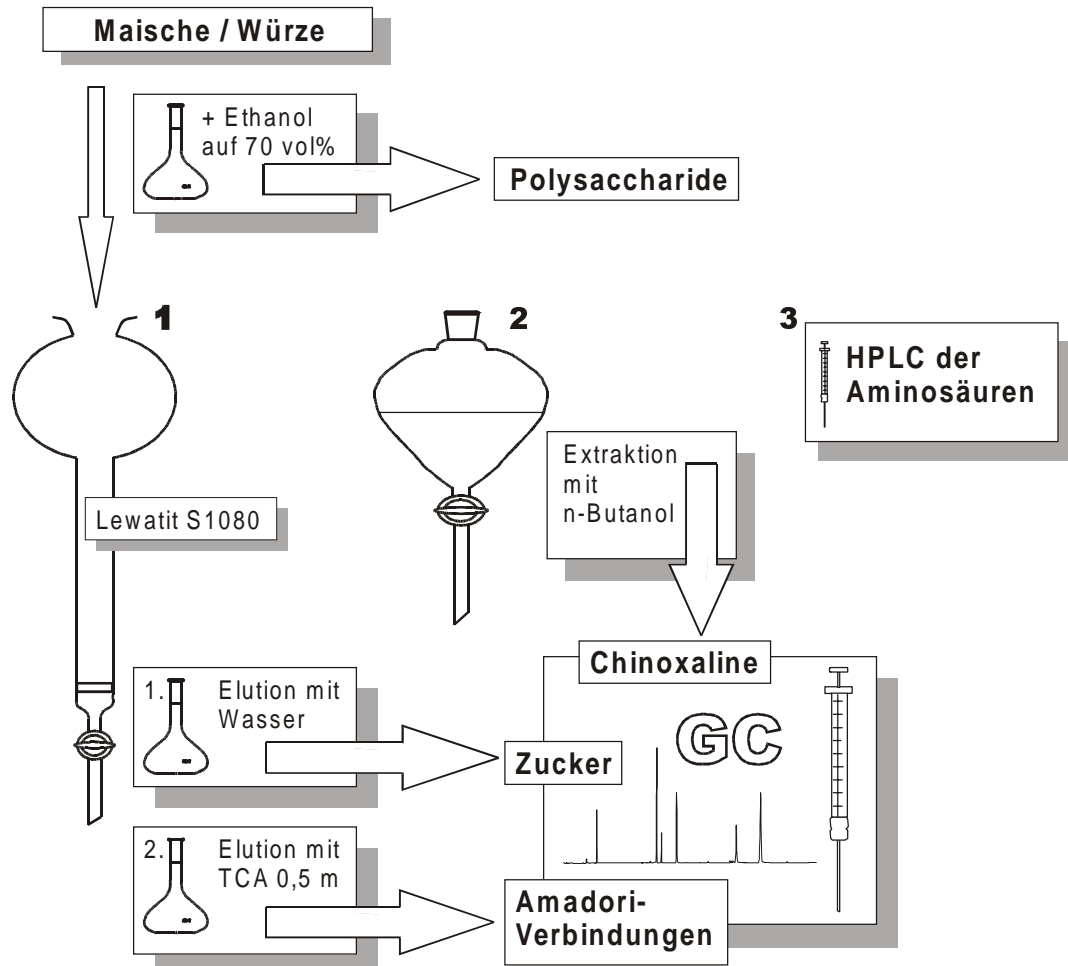 Maische / Würze
+ Ethanol
auf 70 vol%
Polysaccharide
1
2
3
HPLC der
Aminosäuren
Extraktion
mit
n-Butanol
Lewatit S1080
Chinoxaline
GC
1. Elution mit
Wasser
Zucker
2. Elution mit
TCA 0,5 m
Amadori-
Verbindungen